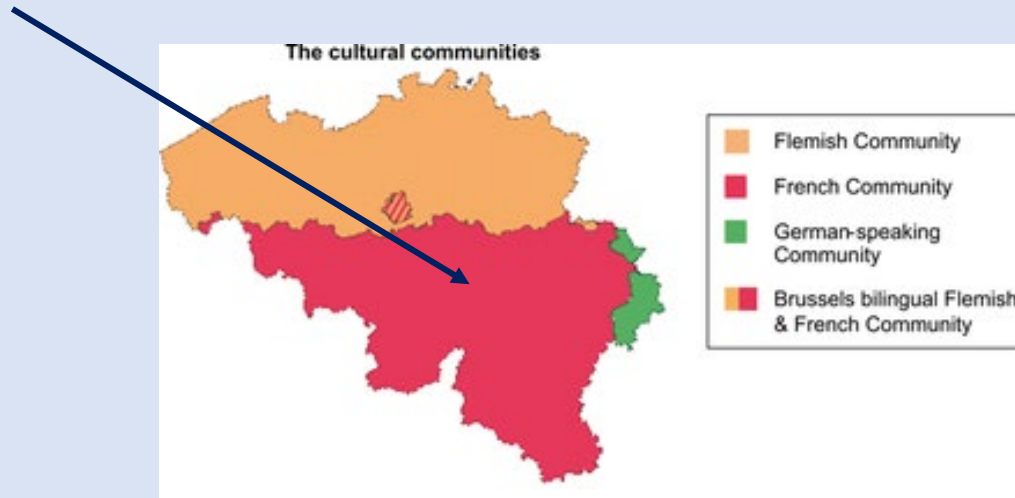 The cultural communities
Flemish Community
French Community
German-speaking
Community
Brussels bilingual Flemish
& French Community